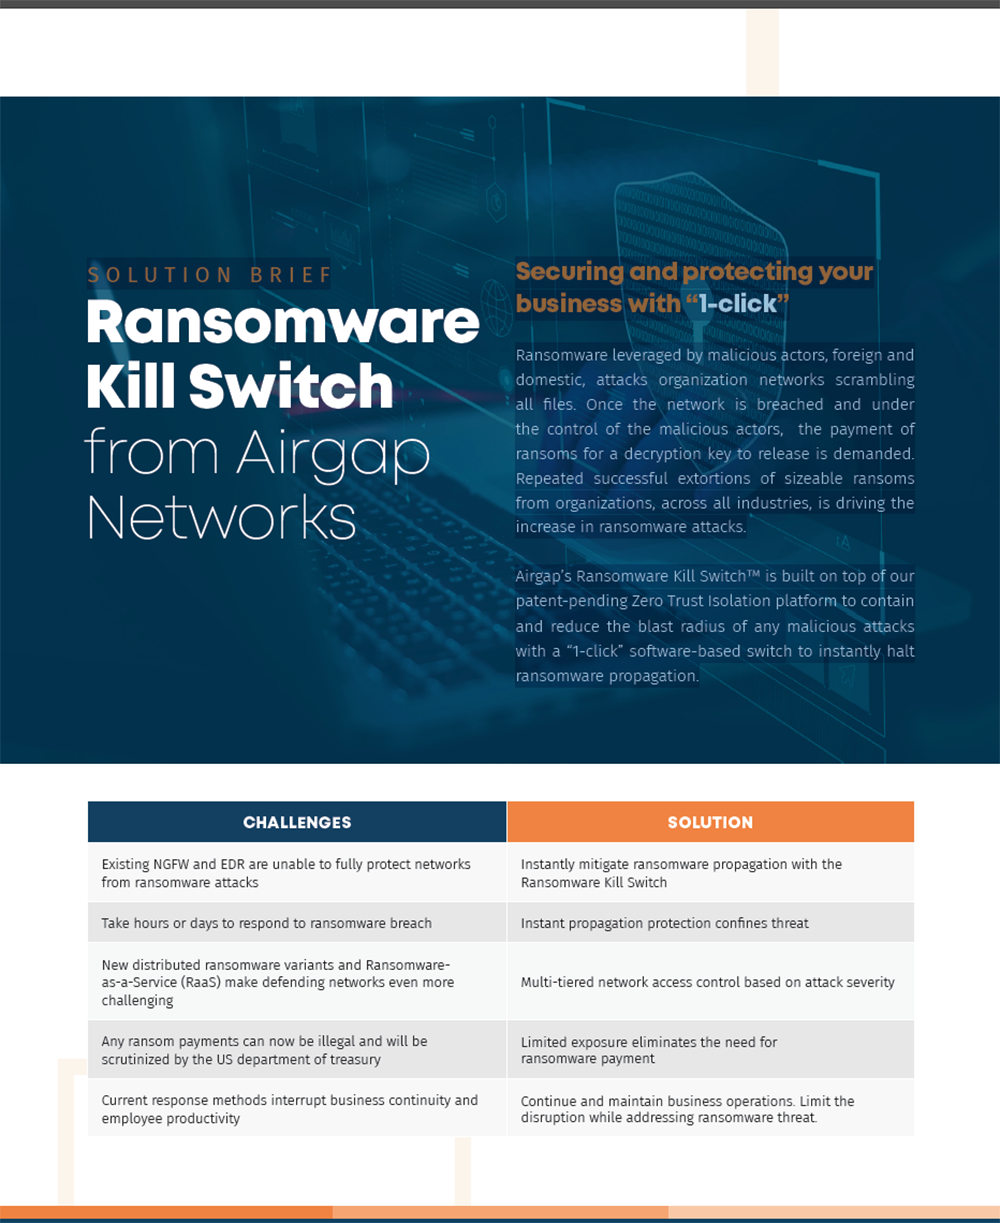 SOLUTION BRIEF
Ransomware
Kill Switch
from Airgap
Networks
Securing and protecting your
business with “1-click”
Ransomware leveraged by malicious actors, foreign and
domestic, attacks organization networks scrambling
all files. Once the network is breached and under
the control of the malicious actors, the payment of
ransoms for a decryption key to release is demanded.
Repeated successful extortions of sizeable ransoms
from organizations, across all industries, is driving the
increase in ransomware attacks.
Airgap’s Ransomware Kill Switch™ is built on top of our
patent-pending Zero Trust Isolation platform to contain
and reduce the blast radius of any malicious attacks
with a “1-click” software-based switch to instantly halt
ransomware propagation.
CHALLENGES
SOLUTION
Existing NGFW and EDR are unable to fully protect networks
from ransomware attacks
Instantly mitigate ransomware propagation with the
Ransomware Kill Switch
Take hours or days to respond to ransomware breach
Instant propagation protection confines threat
New distributed ransomware variants and Ransomware-
as-a-Service (RaaS) make defending networks even more
challenging
Multi-tiered network access control based on attack severity
Any ransom payments can now be illegal and will be
scrutinized by the US department of treasury
Limited exposure eliminates the need for
ransomware payment
Current response methods interrupt business continuity and
employee productivity
Continue and maintain business operations. Limit the
disruption while addressing ransomware threat.